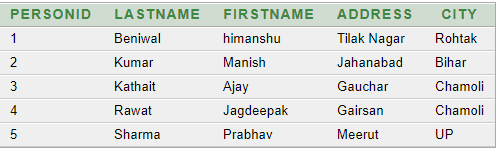 PERSONID LASTNAME FIRSTNAME ADDRESS CITY
1 Beniwal himanshu Tilak Nagar Rohtak
2 Kumar Manish Jahanabad Bihar
3 Kathait Ajay Gauchar Chamoli
4 Rawat Jagdeepak Gairsan Chamoli
5 Sharma Prabhav Meerut UP